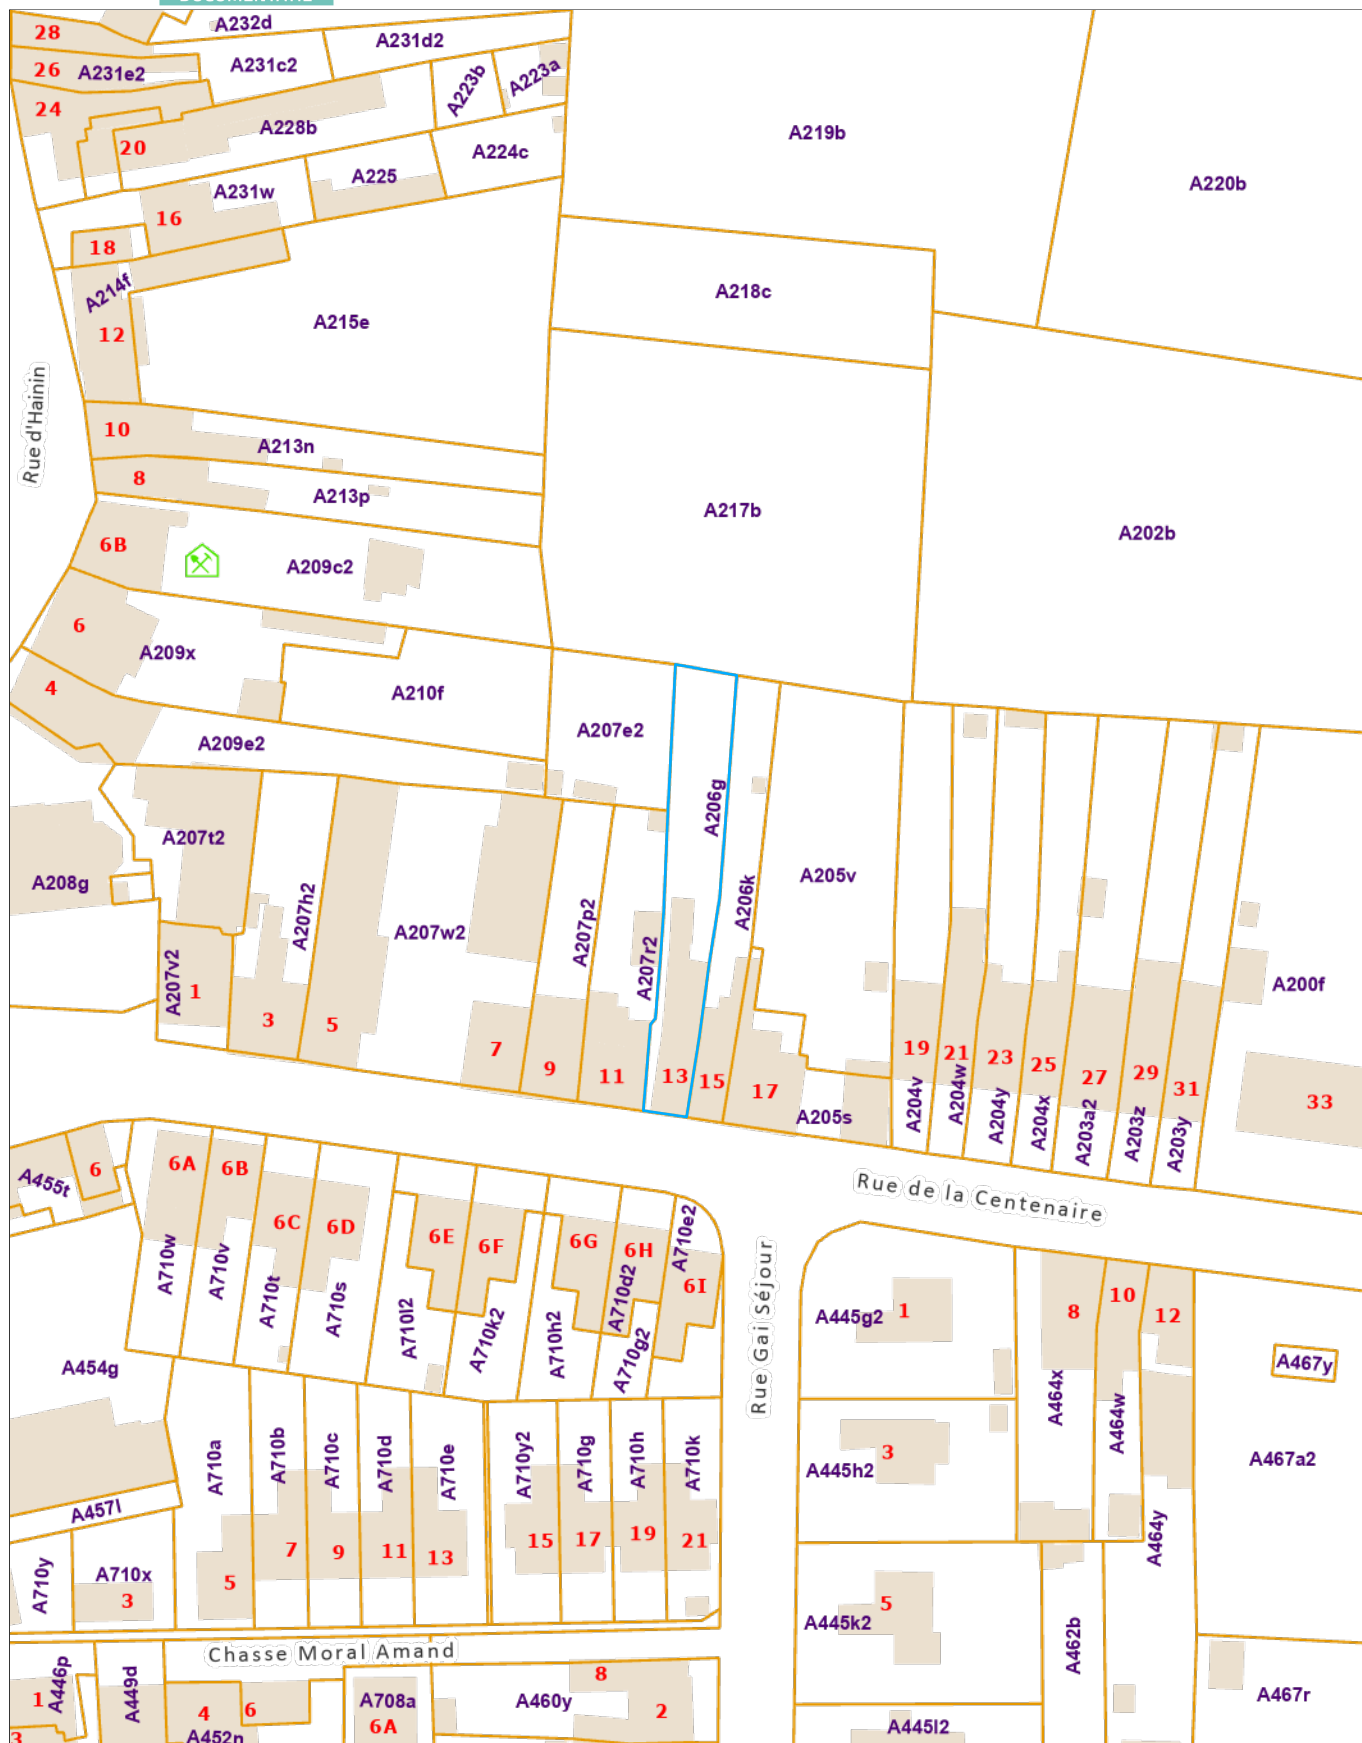 28
A232d
A231d2
26
A231e2
A231c2
A223b
A223a
24
A228b
20
A219b
A224c
A220b
A225
A231w
16
18
A214f
A218c
12
A215e
Rue d'Hainin
10
A213n
8
A213p
A217b
A202b
6B
A209c2
6
A209x
4
A210f
A207e2
A209e2
A206g
A207t2
A208g
A205v
A207h2
A206k
A207w2
A207p2
A207r2
A207v2
1
A200f
3
5
7
9
11
13
15
17
19
21
23
25
27
29
31
33
A205s
A204v
A204w
A204y
A204x
A203a2
A203z
A203y
Rue de la Centenaire
A455t
6
6A
6B
6C
6D
6E
6F
6G
6H
A710e2
6I
A710w
A710v
A710t
A710s
A710l2
A710k2
A710h2
A710d2
A710g2
Rue Gai Séjour
A445g2
1
8
10
12
A454g
A467y
A464x
A464w
A710a
A710b
A710c
A710d
A710e
A710y2
A710g
A710h
A710k
A445h2
3
A467a2
A457l
A464y
7
9
11
13
15
17
19
21
A710y
A710x
3
5
A445k2
5
A462b
Chasse Moral Amand
A446p
1
3
A449d
4
6
A452n
A708a
6A
A460y
8
2
A445l2
A467r